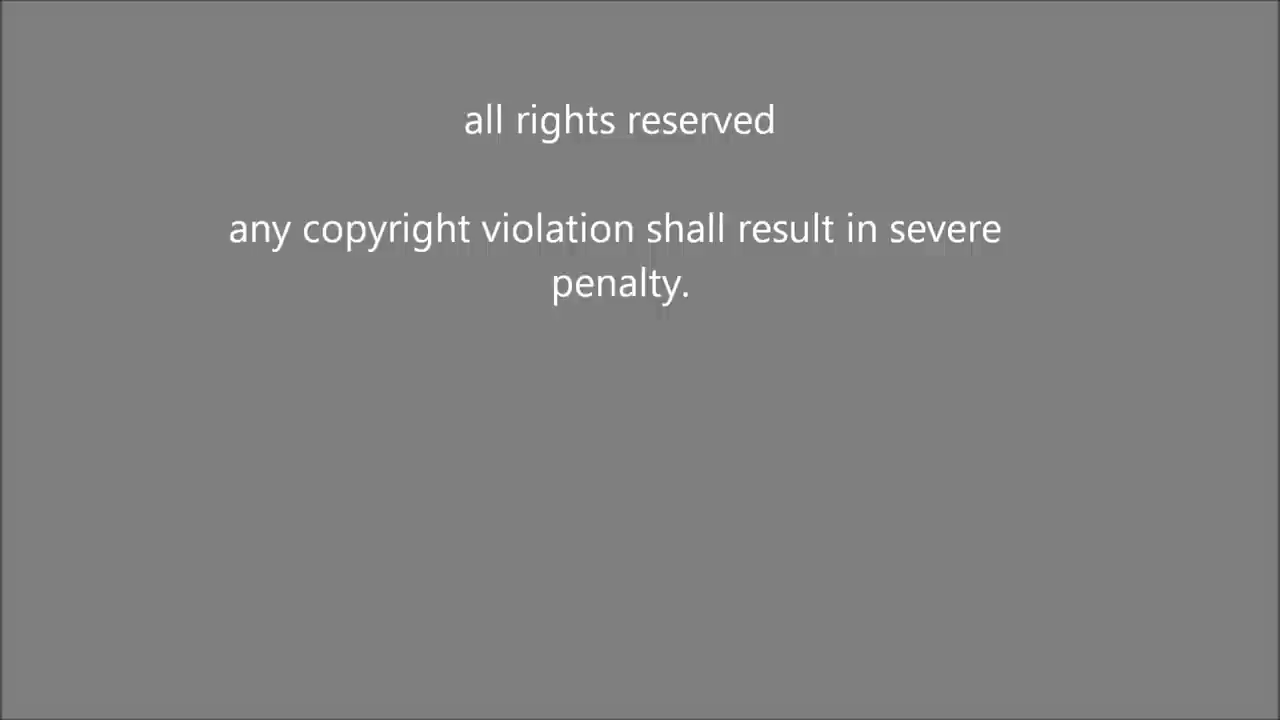 all rights reserved
any copyright violation shall result in severe
penalty.